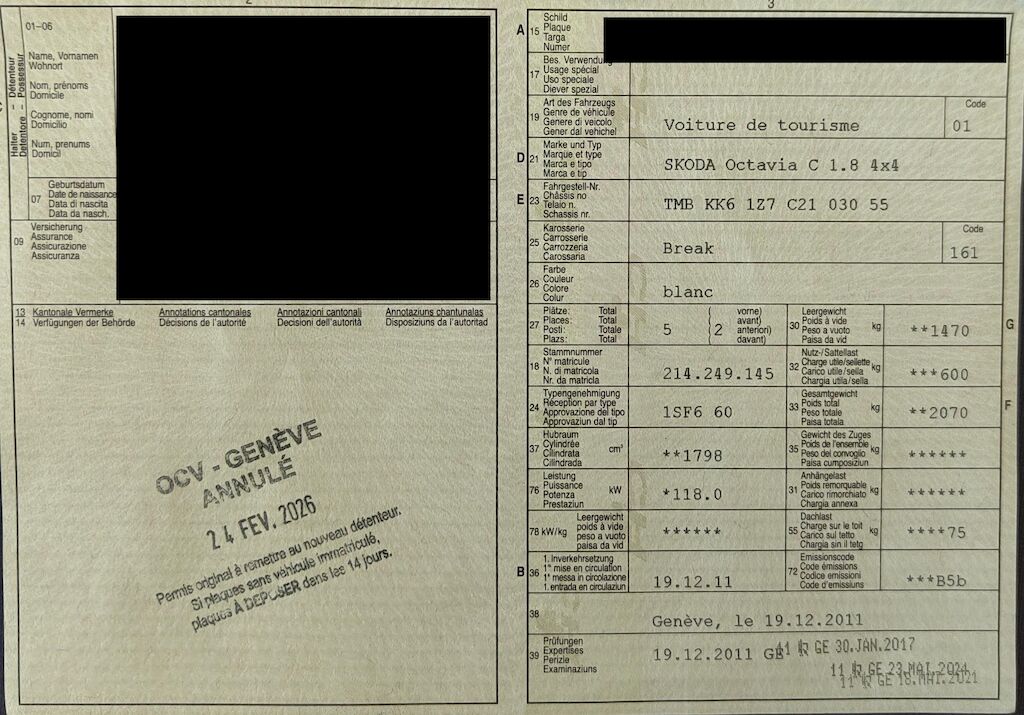 2
01–06
Halter – Détenteur
Detentore – Possessur
Name, Vornamen
Wohnort
Nom, prénoms
Domicile
Cognome, nomi
Domicilio
Num, prenums
Domicil
07
Geburtsdatum
Date de naissance
Data di nascita
Data da nasch.
09
Versicherung
Assurance
Assicurazione
Assicuranza
13 Kantonale Vermerke Annotations cantonales Annotazioni cantonali Annotaziuns chantunalas
14 Verfügungen der Behörde Décisions de l'autorité Decisioni dell'autorità Disposiziuns da l'autoritad
OCV - GENÈVE
ANNULÉ
24 FEV. 2026
Permis original à remettre au nouveau détenteur.
Si plaques sans véhicule immatriculé,
plaques À DEPOSER dans les 14 jours.
3
A 15
Schild
Plaque
Targa
Numer
17
Bes. Verwendu
Usage spécial
Uso speciale
Diever spezial
19
Art des Fahrzeugs
Genre de véhicule
Genere di veicolo
Gener dal vehichel
Voiture de tourisme
Code
01
D 21
Marke und Typ
Marque et type
Marca e tipo
Marca e tip
SKODA Octavia C 1.8 4x4
E 23
Fahrgestell-Nr.
Châssis no
Telaio n.
Schassis nr.
TMB KK6 1Z7 C21 030 55
25
Karosserie
Carrosserie
Carrozzeria
Carossaria
Break
Code
161
26
Farbe
Couleur
Colore
Colur
blanc
27
Plätze: Total
Places: Total
Posti: Totale
Plazs: Total
5 ( 2
vorne)
avant)
anteriori)
davant)
30
Leergewicht
Poids à vide
Peso a vuoto
Paisa da vid
kg
**1470
G
18
Stammnummer
N° matricule
N. di matricola
Nr. da matricla
214.249.145
32
Nutz-/Sattellast
Charge utile/sellette
Carico utile/sella
Chargia utila/sella
kg
***600
24
Typengenehmigung
Réception par type
Approvazione del tipo
Approvaziun dal tip
1SF6 60
33
Gesamtgewicht
Poids total
Peso totale
Paisa totala
kg
**2070
F
37
Hubraum
Cylindrée
Cilindrata
Cilindrada
cm³
**1798
35
Gewicht des Zuges
Poids de l'ensemble
Peso del convoglio
Paisa cumposiziun
kg
******
76
Leistung
Puissance
Potenza
Prestaziun
kW
*118.0
31
Anhängelast
Poids remorquable
Carico rimorchiato
Chargia annexa
kg
******
78 kW/kg
Leergewicht
poids à vide
peso a vuoto
paisa da vid
******
55
Dachlast
Charge sur le toit
Carico sul tetto
Chargia sin il tetg
kg
****75
B 36
1. Inverkehrsetzung
1re mise en circulation
1a messa in circolazione
1. entrada en circulaziun
19.12.11
72
Emissionscode
Code émissions
Codice emissioni
Code d'emissiuns
***B5b
38
Genève, le 19.12.2011
39
Prüfungen
Expertises
Perizie
Examinaziuns
19.12.2011 GE
GE 30.JAN.2017
GE 23.MAI.2024
GE 18.MAI.2021